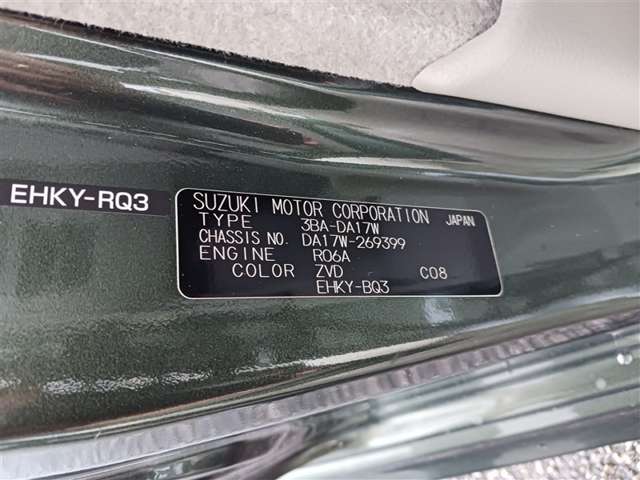 EHKY-RQ3
SUZUKI MOTOR CORPORATION JAPAN
TYPE 3BA-DA17W
CHASSIS NO. DA17W-269399
ENGINE R06A
COLOR ZVD C08
EHKY-BQ3